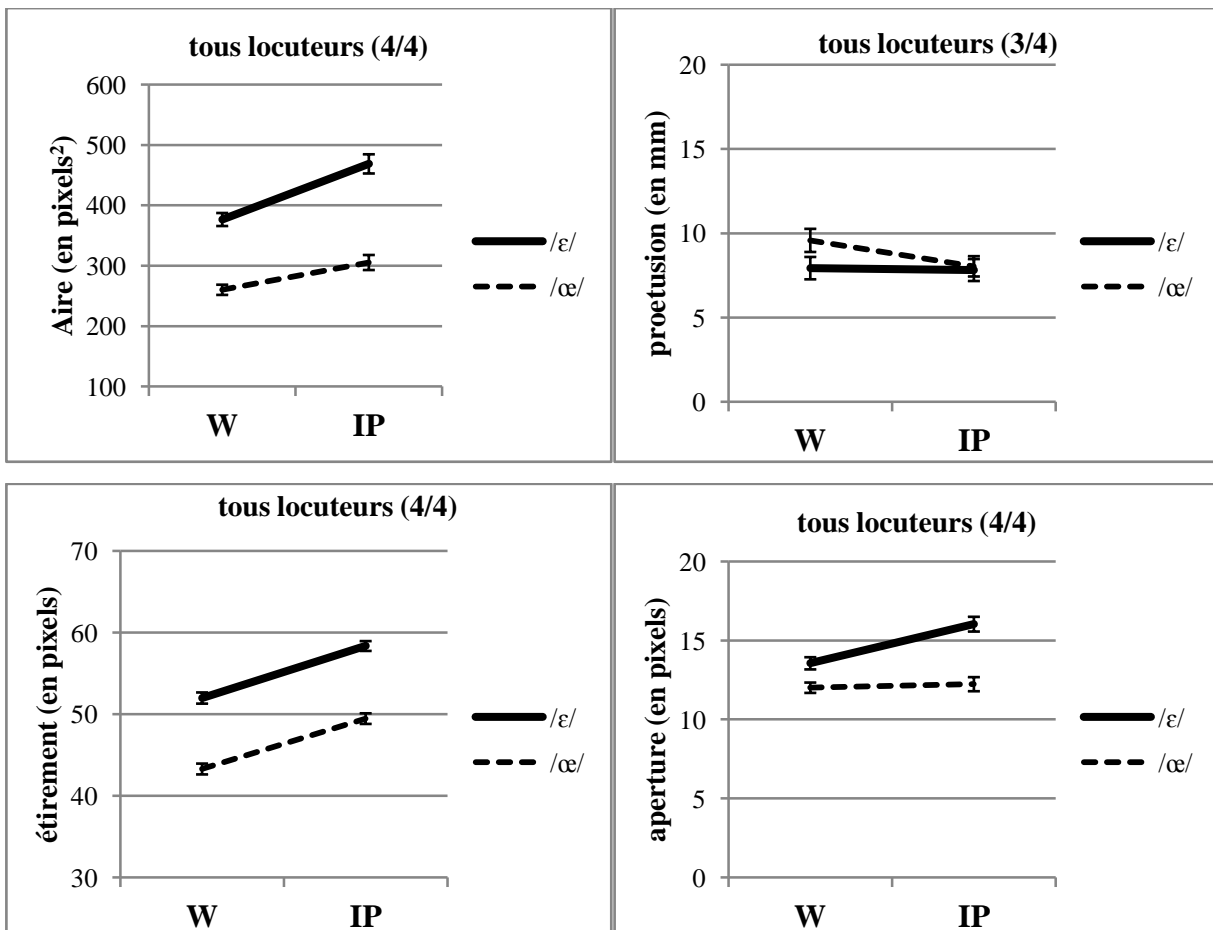 tous locuteurs (4/4)
Aire (en pixels²)
600
500
400
300
200
100
W IP
/ε/
/œ/
tous locuteurs (3/4)
proetusion (en mm)
20
15
10
5
0
W IP
/ε/
/œ/
tous locuteurs (4/4)
étirement (en pixels)
70
60
50
40
30
W IP
/ε/
/œ/
tous locuteurs (4/4)
aperture (en pixels)
20
15
10
5
0
W IP
/ε/
/œ/